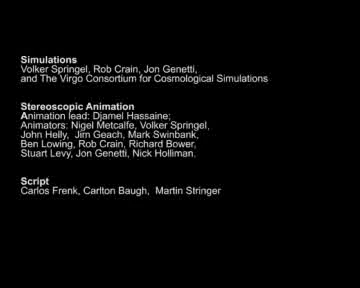 Simulations
Volker Springel, Rob Crain, Jon Genetti,
and The Virgo Consortium for Cosmological Simulations
Stereoscopic Animation
Animation lead: Djamel Hassaine;
Animators: Nigel Metcalfe, Volker Springel,
John Helly, Jim Geach, Mark Swinbank,
Ben Lowing, Rob Crain, Richard Bower,
Stuart Levy, Jon Genetti, Nick Holliman.
Script
Carlos Frenk, Carlton Baugh, Martin Stringer